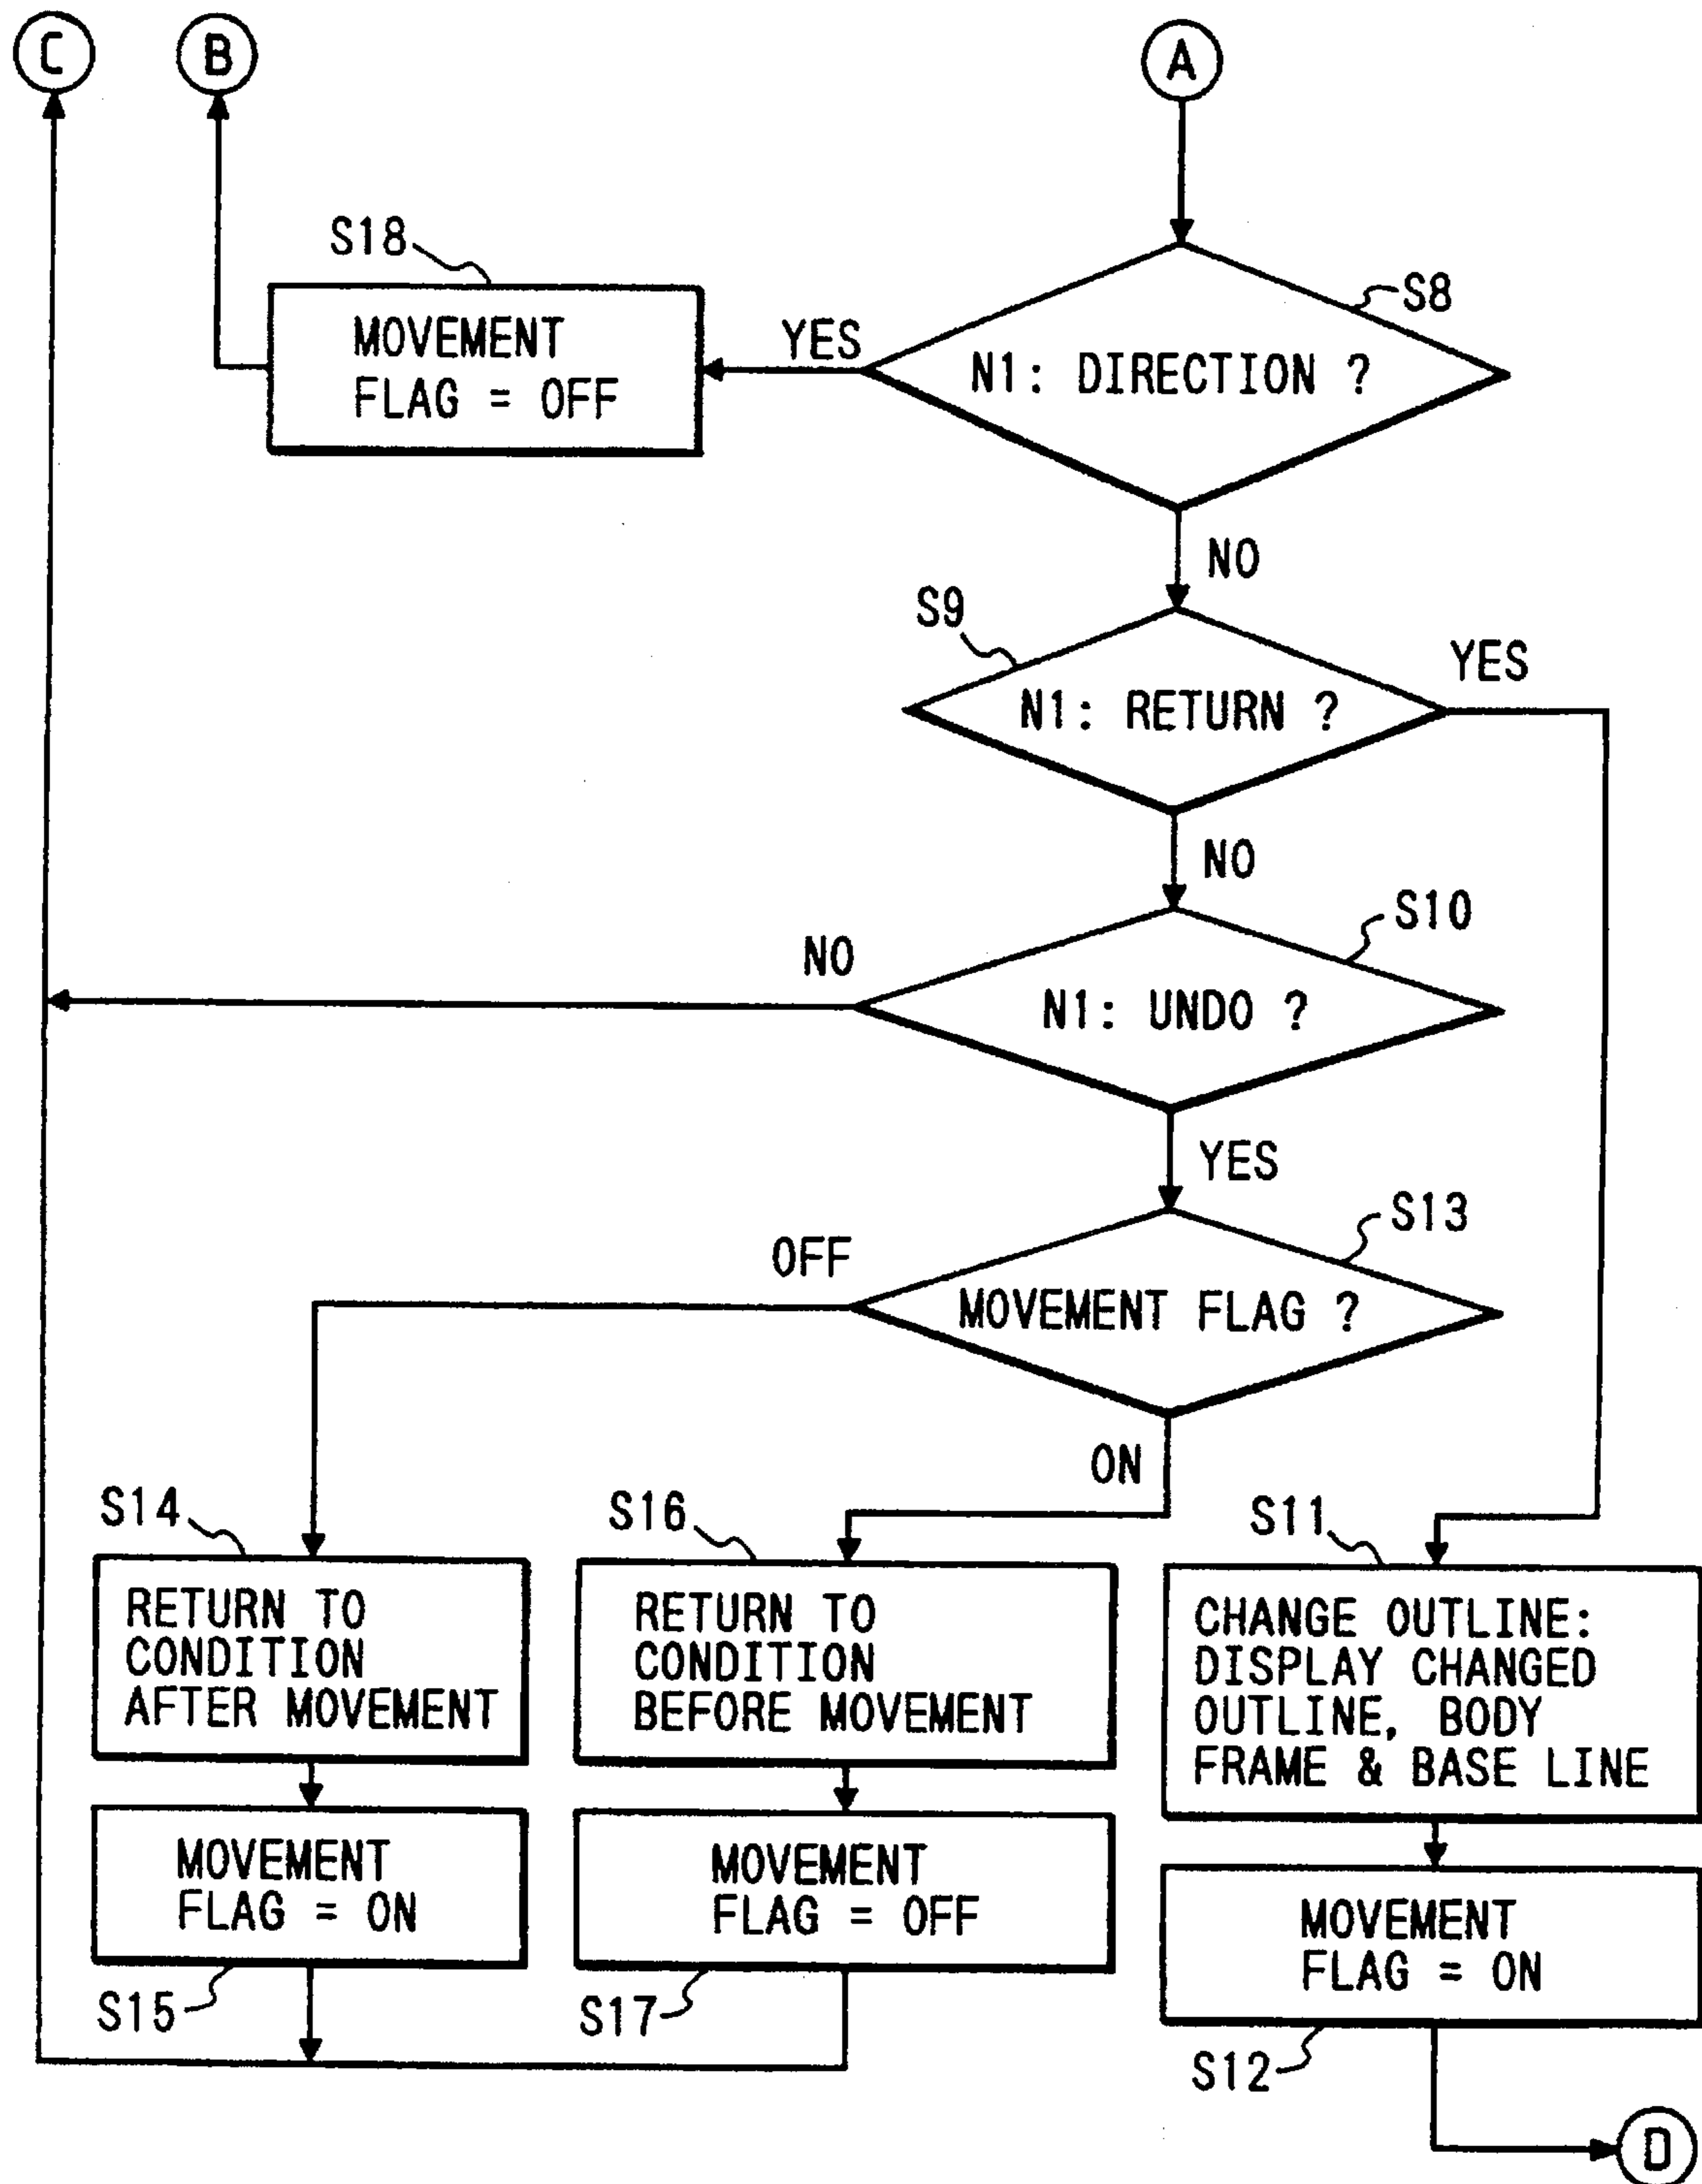 C
B
A
S18
MOVEMENT
FLAG = OFF
YES
S8
N1: DIRECTION ?
NO
S9
YES
N1: RETURN ?
NO
S10
NO
N1: UNDO ?
YES
S13
OFF
MOVEMENT FLAG ?
ON
S14
RETURN TO
CONDITION
AFTER MOVEMENT
S16
RETURN TO
CONDITION
BEFORE MOVEMENT
S11
CHANGE OUTLINE:
DISPLAY CHANGED
OUTLINE, BODY
FRAME & BASE LINE
MOVEMENT
FLAG = ON
S15
MOVEMENT
FLAG = OFF
S17
MOVEMENT
FLAG = ON
S12
D